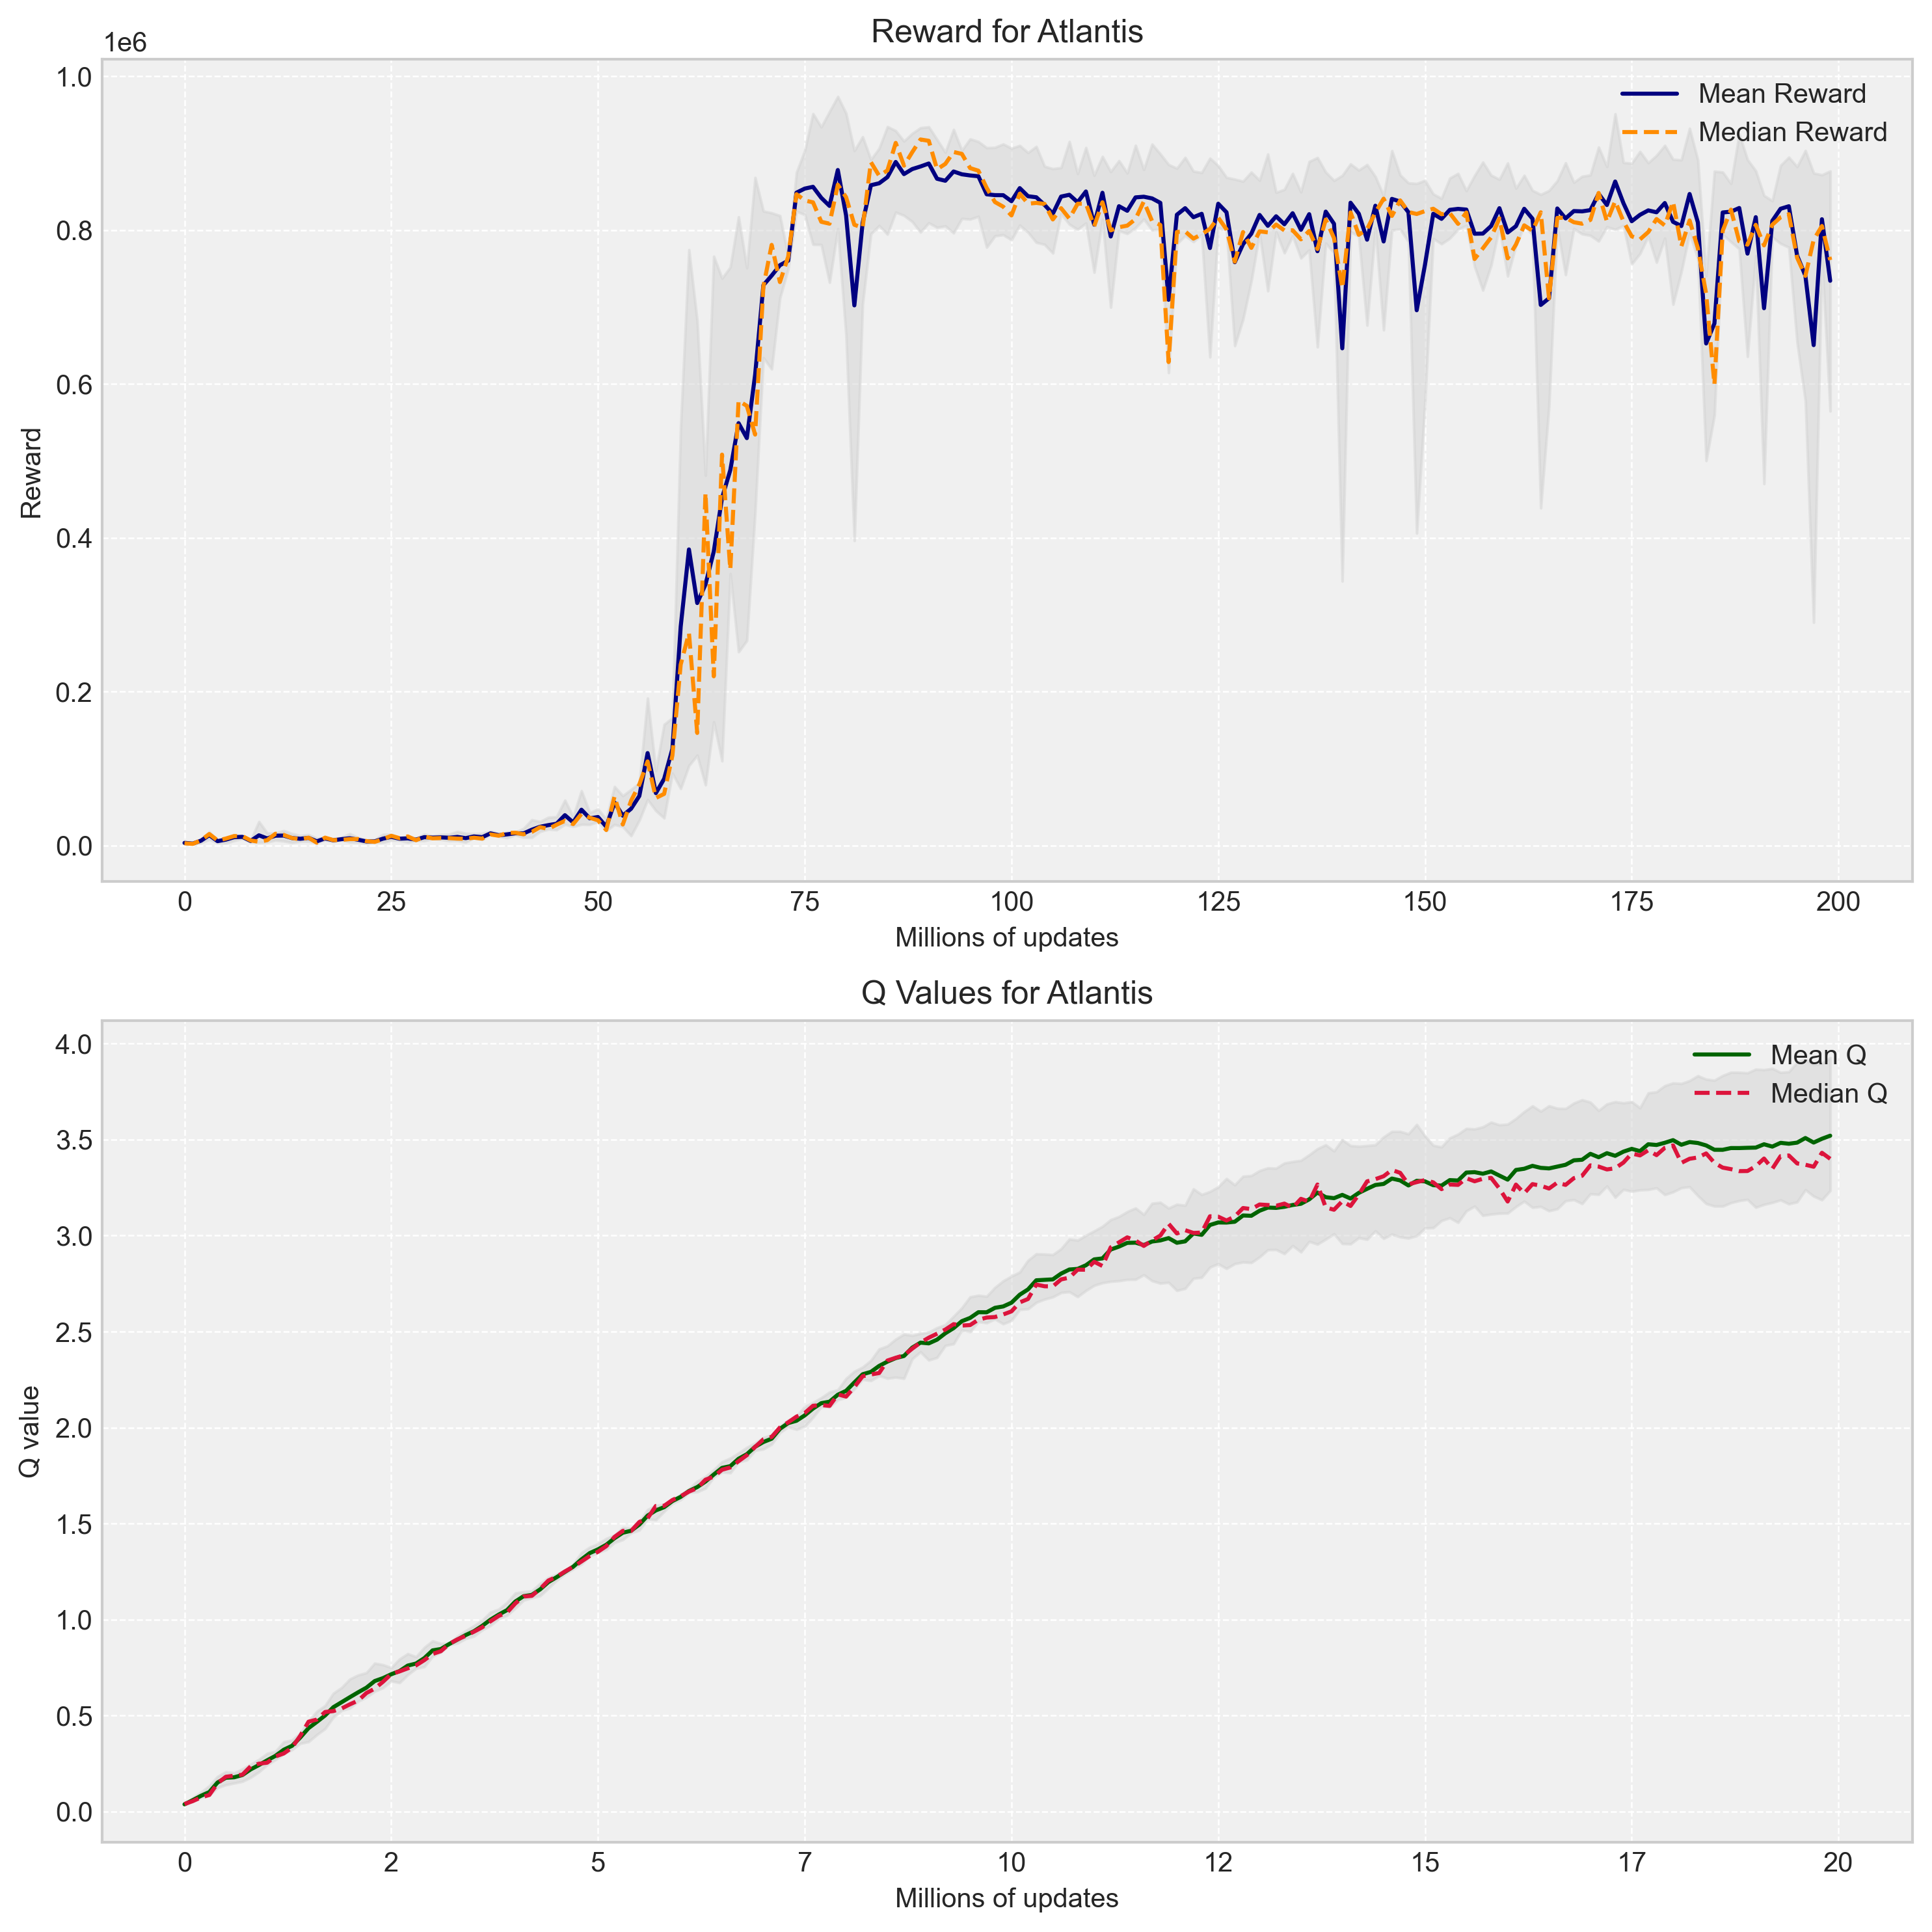 Reward for Atlantis
1e6
1.0
0.8
0.6
0.4
0.2
0.0
Reward
Mean Reward
Median Reward
0 25 50 75 100 125 150 175 200
Millions of updates
Q Values for Atlantis
4.0
3.5
3.0
2.5
2.0
1.5
1.0
0.5
0.0
Q value
Mean Q
Median Q
0 2 5 7 10 12 15 17 20
Millions of updates